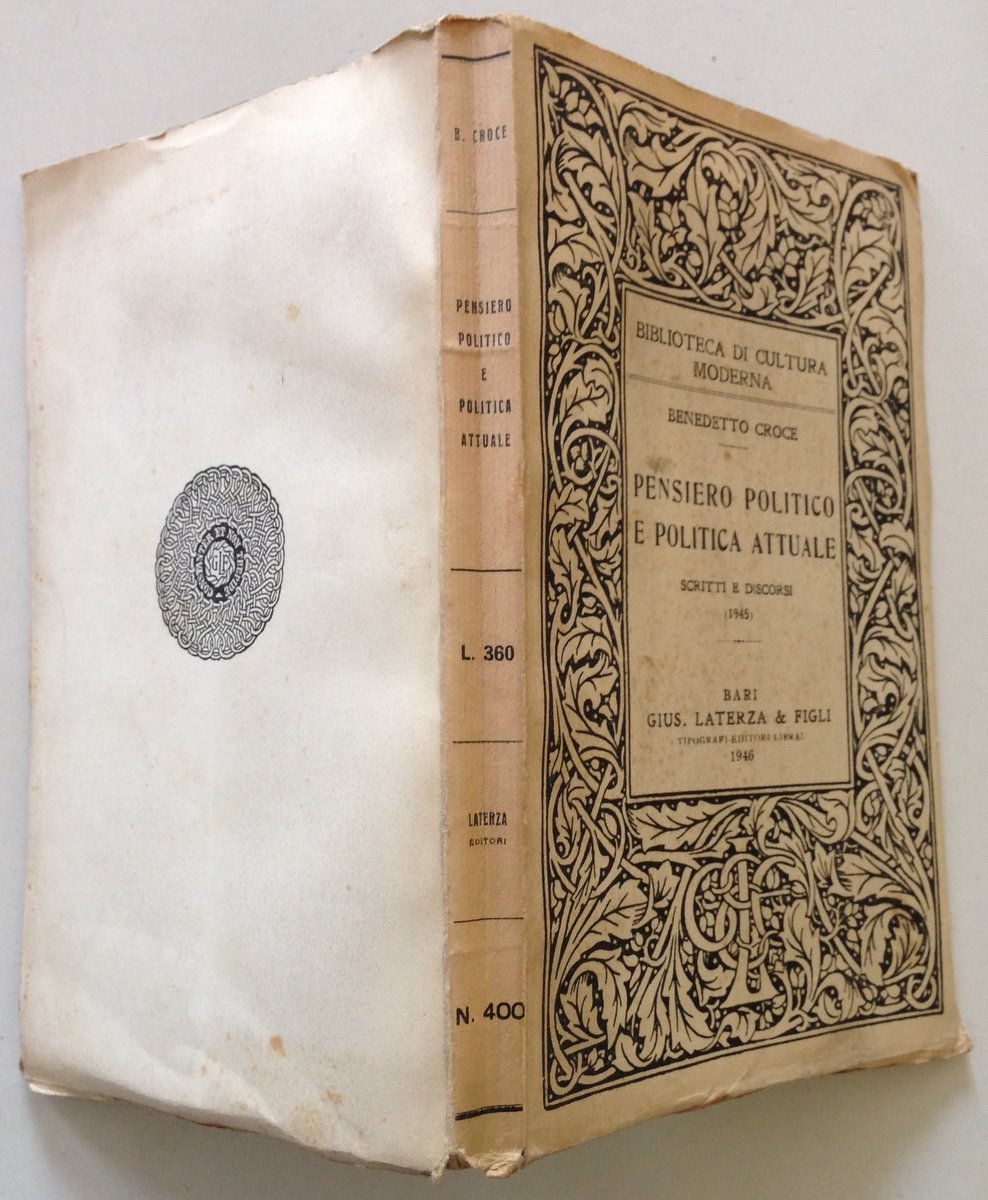 B. CROCE
PENSIERO
POLITICO
E
POLITICA
ATTUALE
L. 360
LATERZA
EDITORI
N. 400
BIBLIOTECA DI CULTURA
MODERNA
BENEDETTO CROCE
PENSIERO POLITICO
E POLITICA ATTUALE
SCRITTI E DISCORSI
(1945)
BARI
GIUS. LATERZA & FIGLI
TIPOGRAFI-EDITORI-LIBRAI
1946